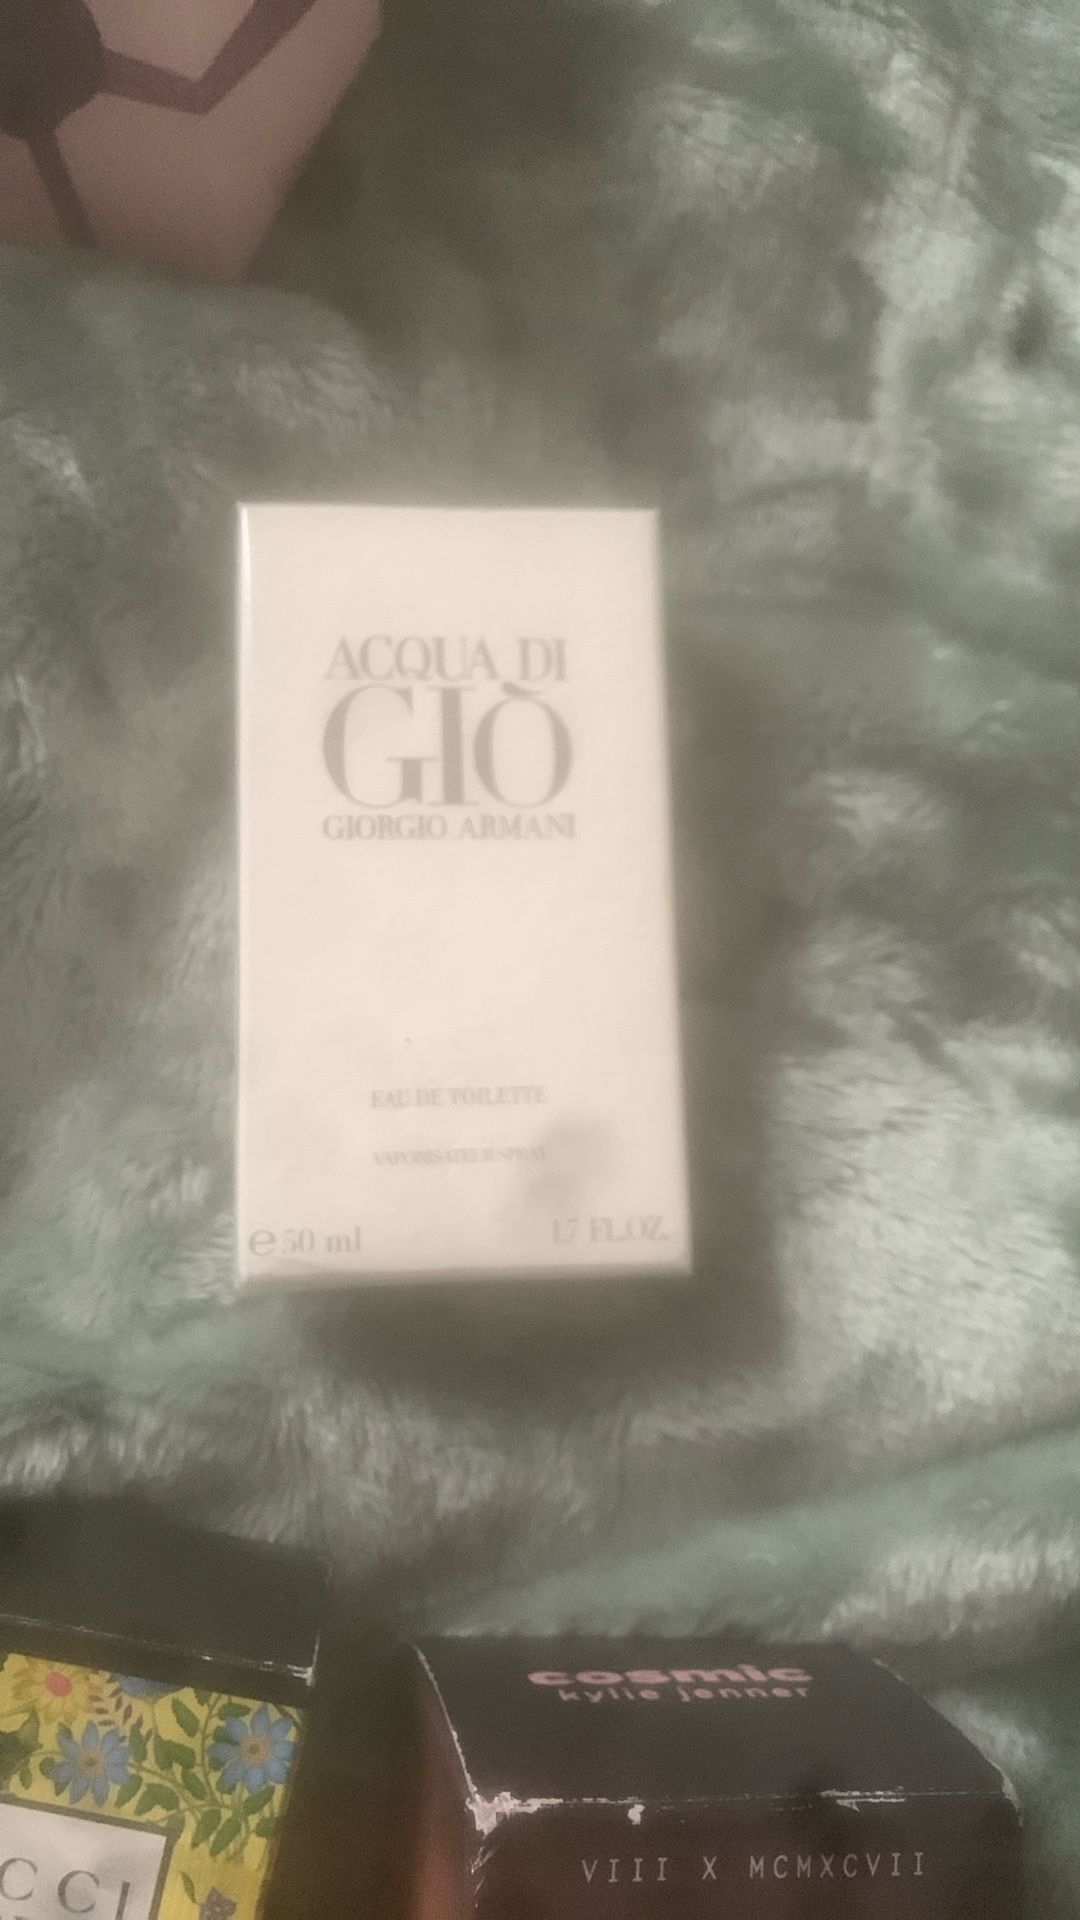 ACQUA DI
GIÒ
GIORGIO ARMANI
EAU DE TOILETTE
VAPORISATEUR SPRAY
e 50 ml 1.7 FL.OZ.
cosmic
kylie jenner
VIII X MCMXCVII
CCI